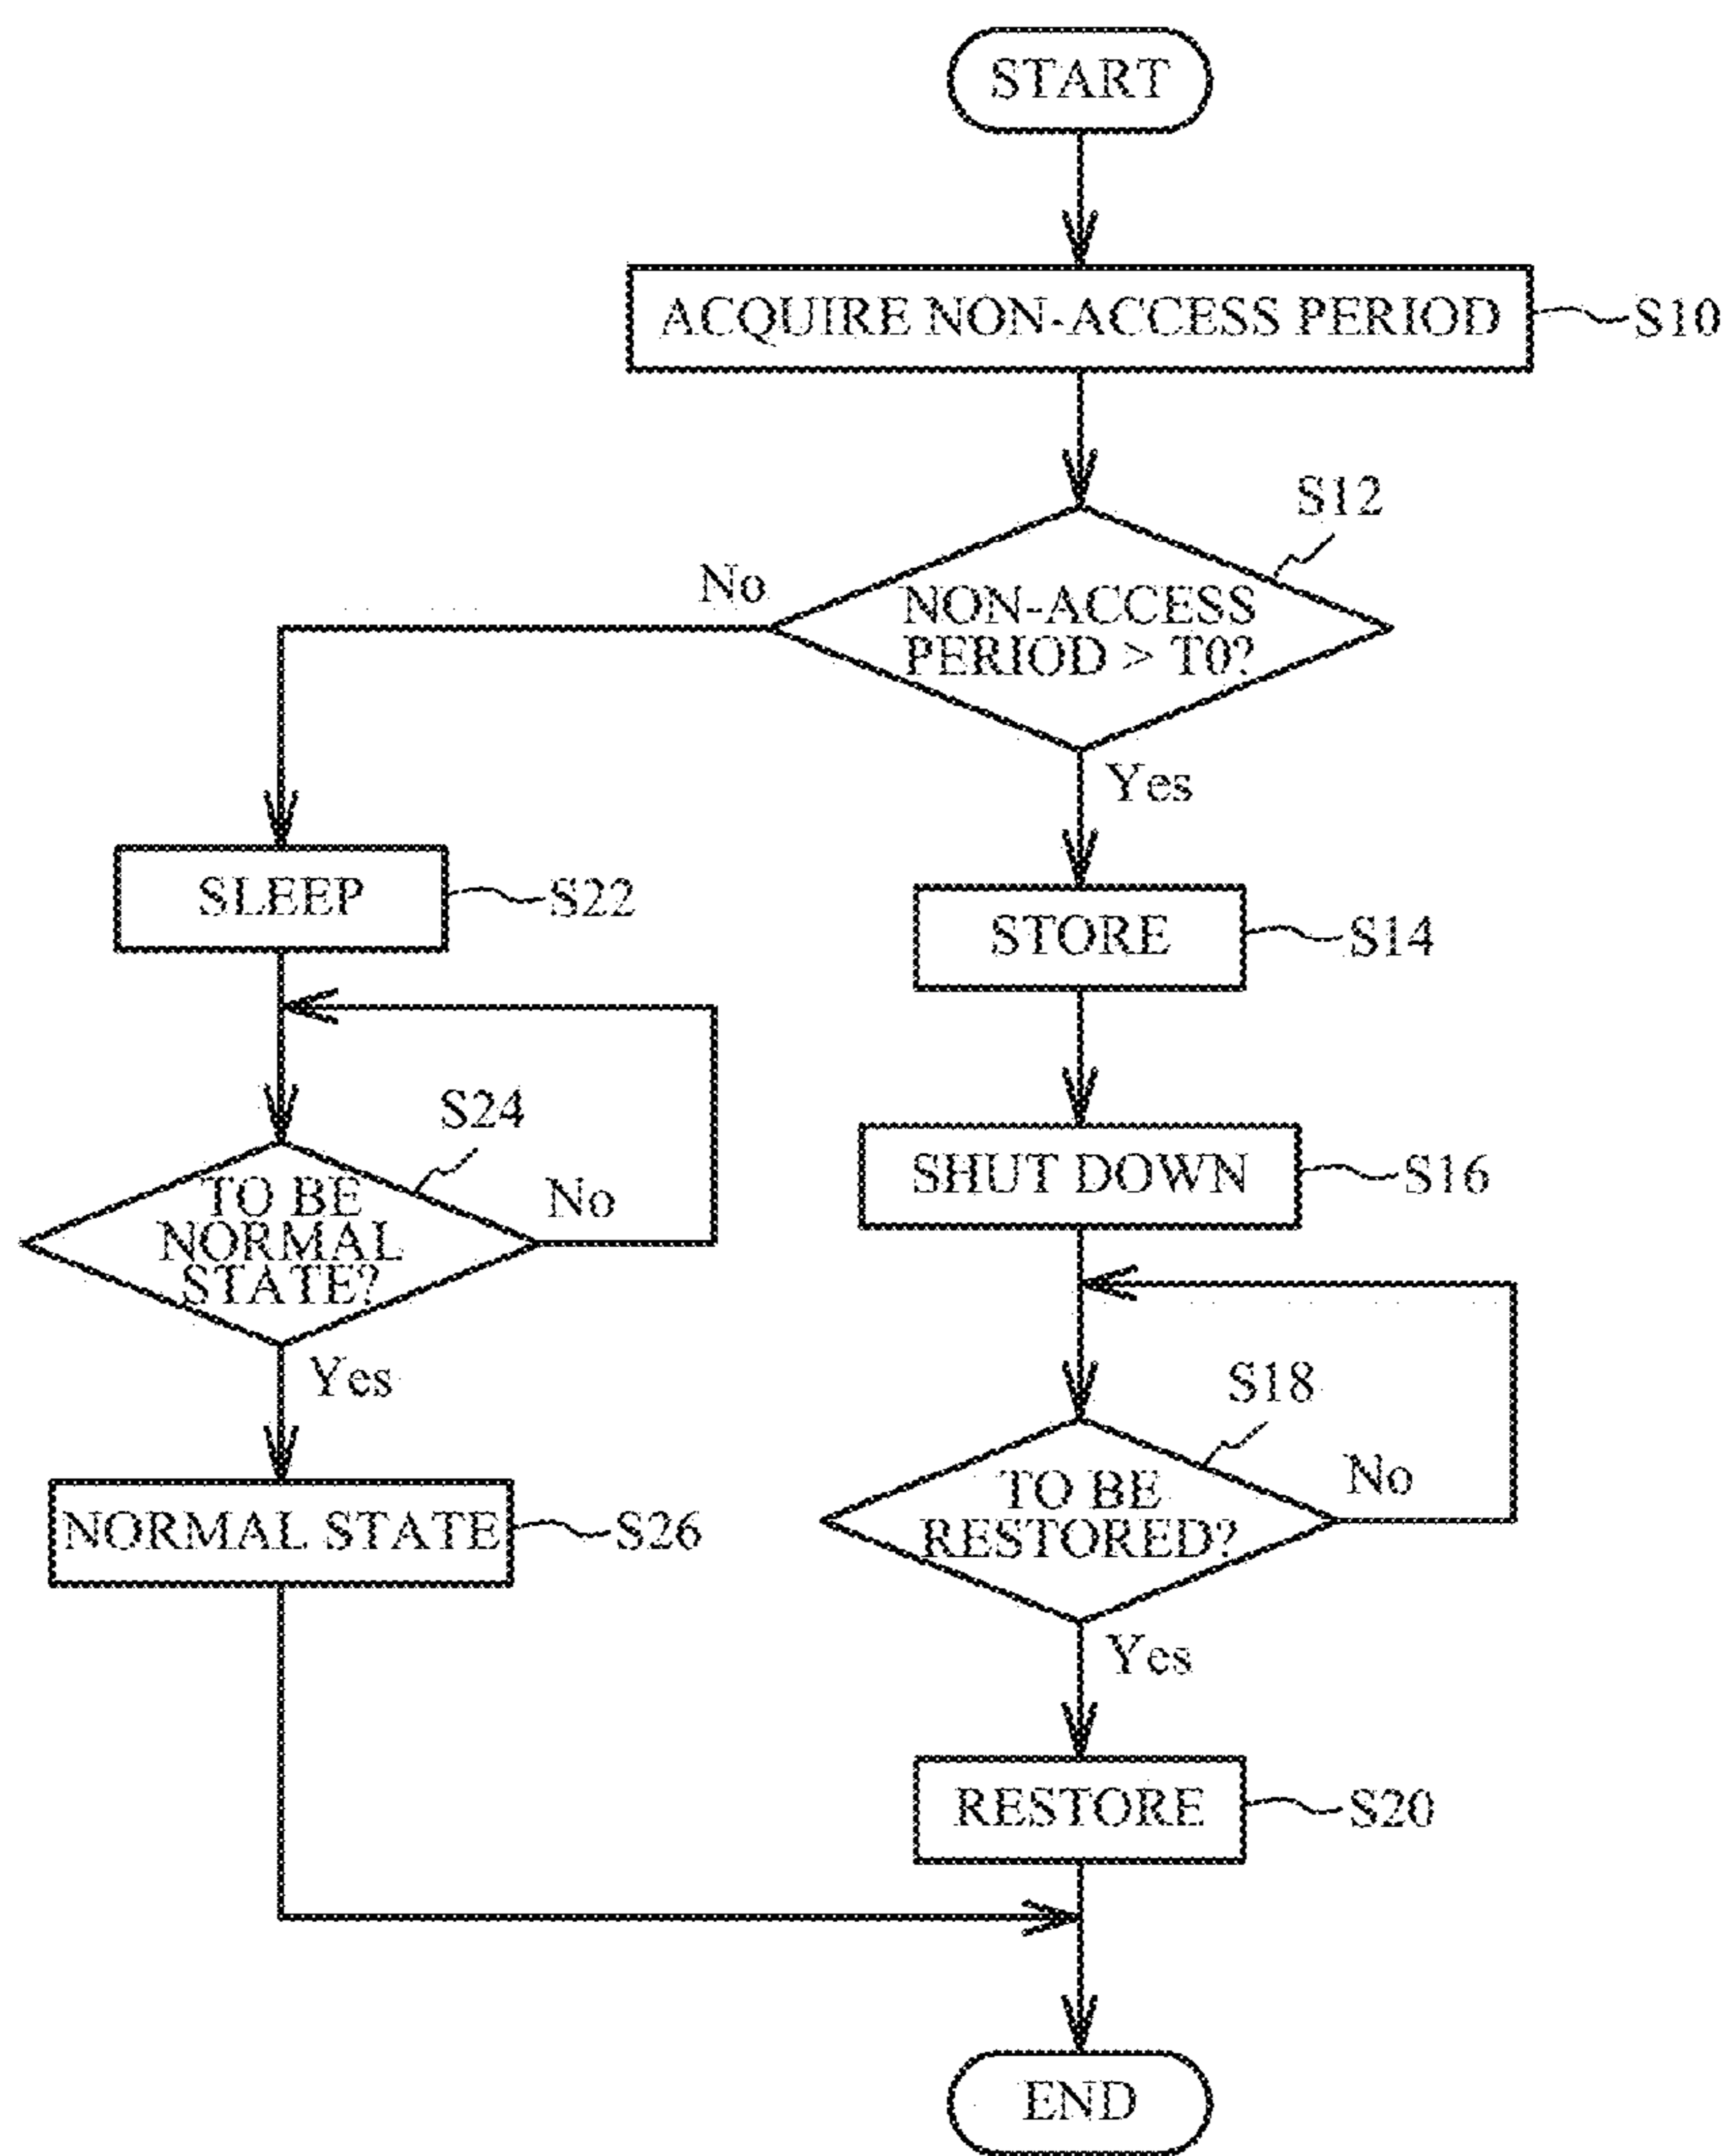 START
ACQUIRE NON-ACCESS PERIOD
S10
S12
No
NON-ACCESS
PERIOD > T0?
Yes
SLEEP
S22
STORE
S14
S24
TO BE
NORMAL
STATE?
No
Yes
SHUT DOWN
S16
S18
TO BE
RESTORED?
No
Yes
NORMAL STATE
S26
RESTORE
S20
END